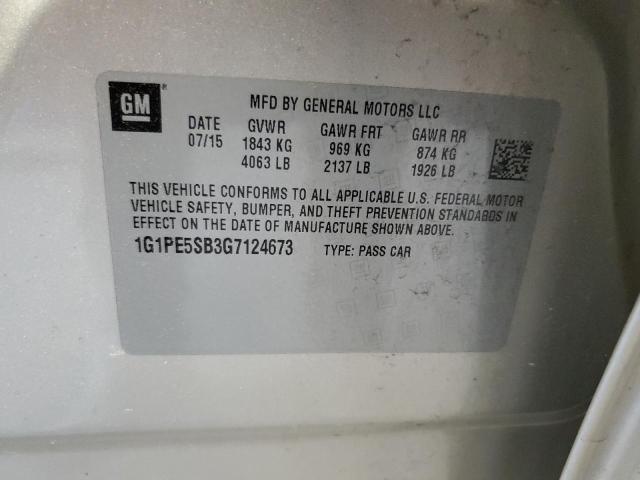 GM ® MFD BY GENERAL MOTORS LLC
DATE GVWR GAWR FRT GAWR RR
07/15 1843 KG 969 KG 874 KG
4063 LB 2137 LB 1926 LB
THIS VEHICLE CONFORMS TO ALL APPLICABLE U.S. FEDERAL MOTOR
VEHICLE SAFETY, BUMPER, AND THEFT PREVENTION STANDARDS IN
EFFECT ON THE DATE OF MANUFACTURE SHOWN ABOVE.
1G1PE5SB3G7124673 TYPE: PASS CAR